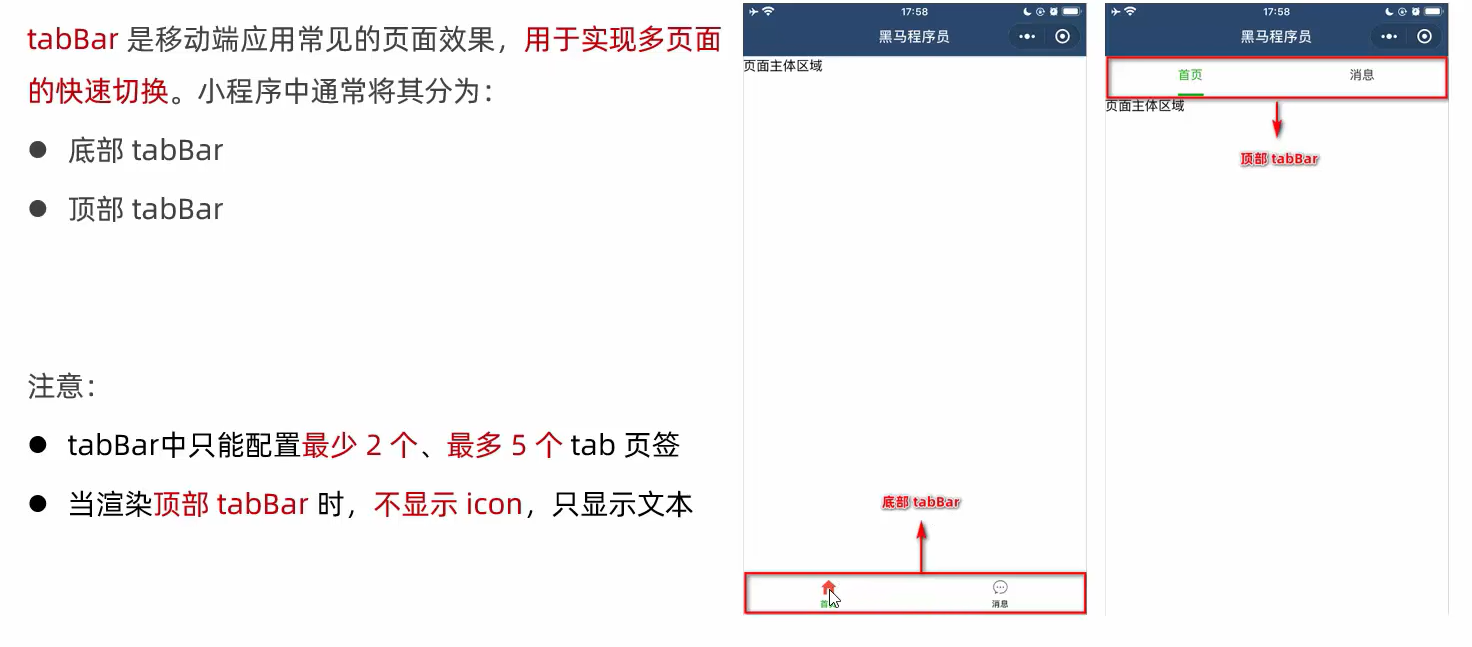 tabBar 是移动端应用常见的页面效果，用于实现多页面
的快速切换。小程序中通常将其分为：
● 底部 tabBar
● 顶部 tabBar
注意：
● tabBar中只能配置最少 2 个、最多 5 个 tab 页签
● 当渲染顶部 tabBar 时，不显示 icon，只显示文本
17:58
黑马程序员
页面主体区域
底部 tabBar
首
消息
17:58
黑马程序员
首页 消息
页面主体区域
顶部 tabBar